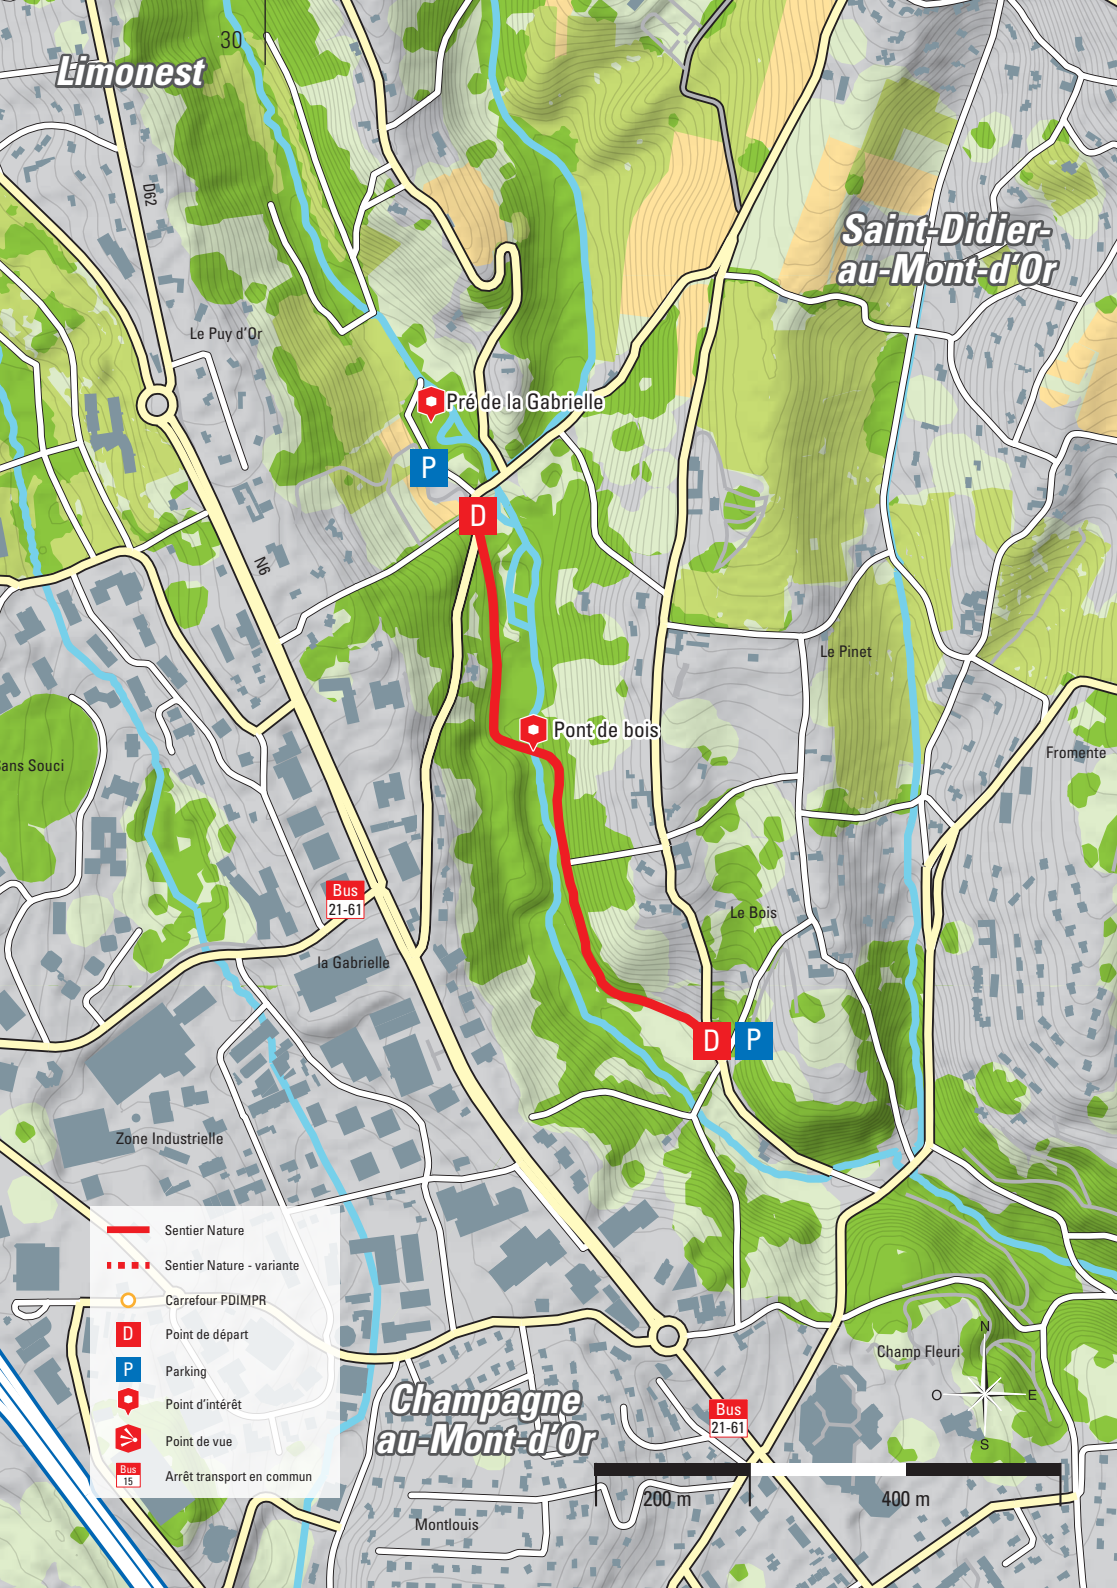 30
Limonest
D62
Saint-Didier-
au-Mont-d'Or
Le Puy d'Or
Pré de la Gabrielle
P
D
N6
Le Pinet
Pont de bois
Fromente
ans Souci
Bus
21-61
Le Bois
la Gabrielle
D
P
Zone Industrielle
Sentier Nature
Sentier Nature - variante
Carrefour PDIMPR
D
Point de départ
P
Parking
Point d'intérêt
Point de vue
Bus
15
Arrêt transport en commun
N
Champ Fleuri
O
E
S
Champagne
au-Mont-d'Or
Bus
21-61
200 m
400 m
Montlouis